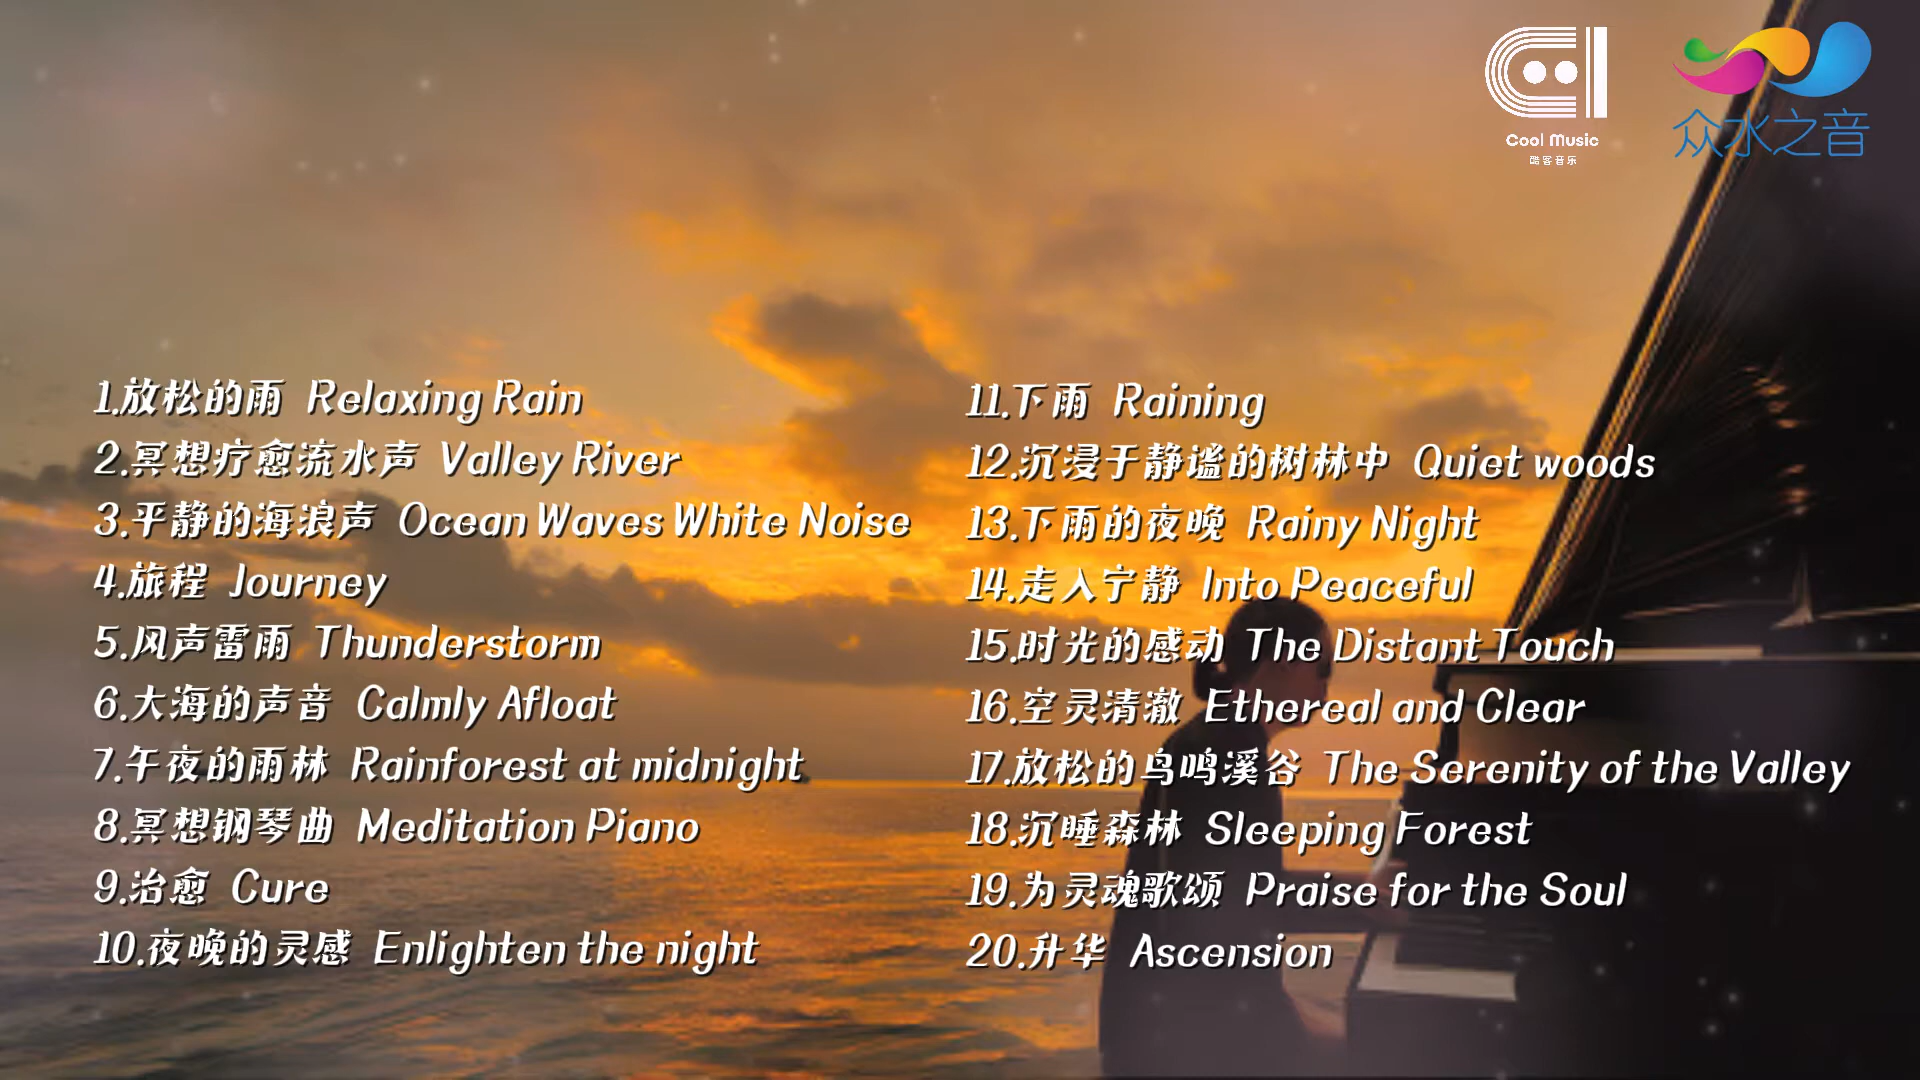 Cool Music
酷客音乐
众水之音
1.放松的雨 Relaxing Rain
2.冥想疗愈流水声 Valley River
3.平静的海浪声 Ocean Waves White Noise
4.旅程 Journey
5.风声雷雨 Thunderstorm
6.大海的声音 Calmly Afloat
7.午夜的雨林 Rainforest at midnight
8.冥想钢琴曲 Meditation Piano
9.治愈 Cure
10.夜晚的灵感 Enlighten the night
11.下雨 Raining
12.沉浸于静谧的树林中 Quiet woods
13.下雨的夜晚 Rainy Night
14.走入宁静 Into Peaceful
15.时光的感动 The Distant Touch
16.空灵清澈 Ethereal and Clear
17.放松的鸟鸣溪谷 The Serenity of the Valley
18.沉睡森林 Sleeping Forest
19.为灵魂歌颂 Praise for the Soul
20.升华 Ascension